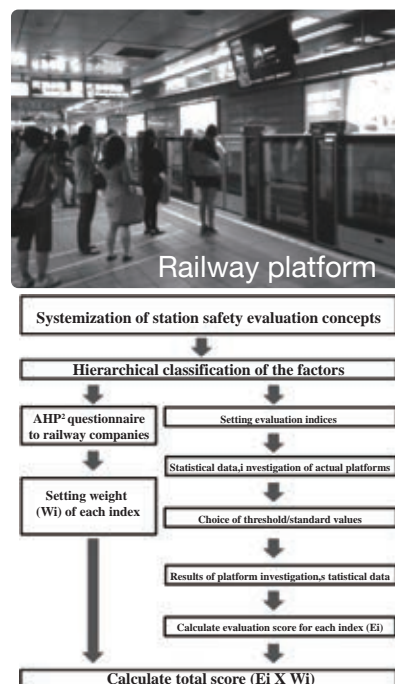 Railway platform
Systemization of station safety evaluation concepts
Hierarchical classification of the factors
AHP² questionnaire
to railway companies
Setting weight
(Wi) of each index
Setting evaluation indices
Statistical data,i nvestigation of actual platforms
Choice of threshold/standard values
Results of platform investigation,s tatistical data
Calculate evaluation score for each index (Ei)
Calculate total score (Ei X Wi)